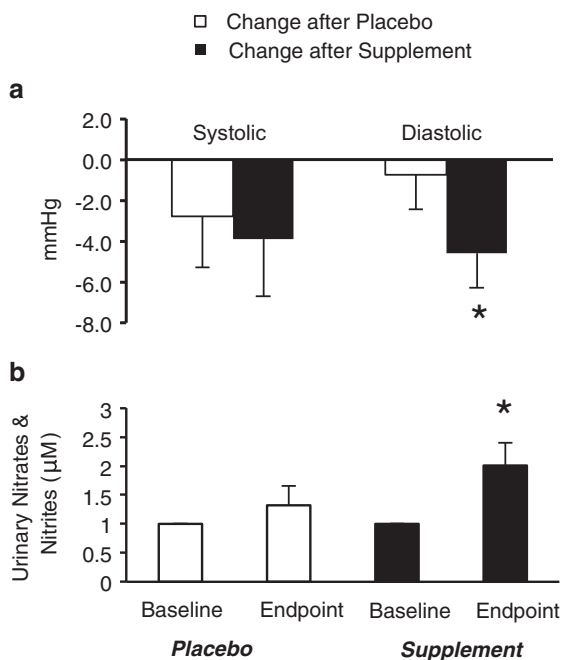 Change after Placebo
Change after Supplement
a
2.0
Systolic Diastolic
0.0
-2.0
-4.0
-6.0
-8.0
mmHg
*
b
Urinary Nitrates &
Nitrites (µM)
3
2.5
2
1.5
1
0.5
0
*
Baseline Endpoint Baseline Endpoint
Placebo Supplement